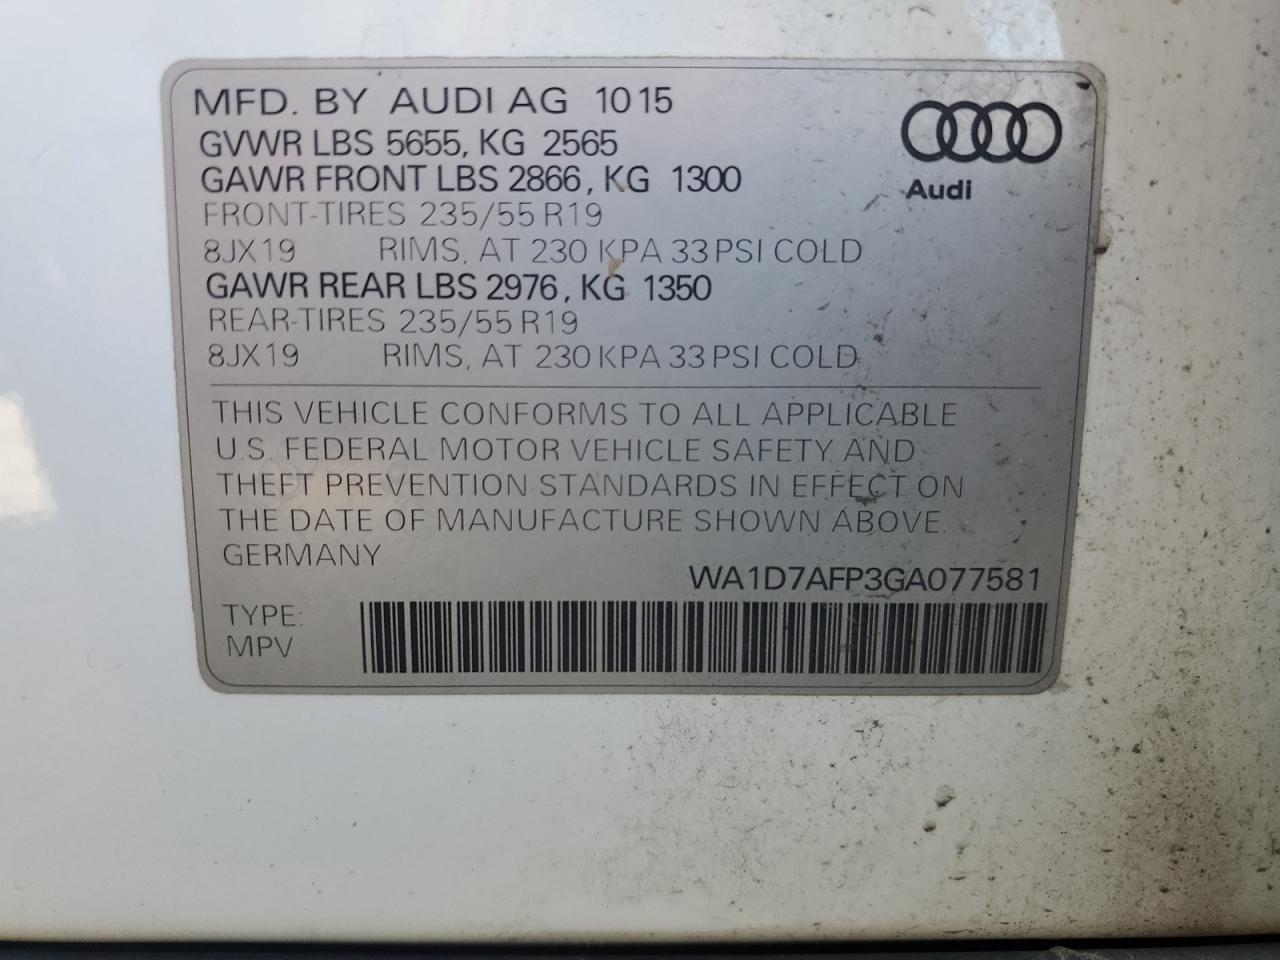 MFD. BY AUDI AG 10 15
GVWR LBS 5655, KG 2565
GAWR FRONT LBS 2866, KG 1300
FRONT-TIRES 235/55 R19
8JX19 RIMS, AT 230 KPA 33 PSI COLD
GAWR REAR LBS 2976, KG 1350
REAR-TIRES 235/55 R19
8JX19 RIMS, AT 230 KPA 33 PSI COLD
Audi
THIS VEHICLE CONFORMS TO ALL APPLICABLE
U.S. FEDERAL MOTOR VEHICLE SAFETY AND
THEFT PREVENTION STANDARDS IN EFFECT ON
THE DATE OF MANUFACTURE SHOWN ABOVE.
GERMANY
WA1D7AFP3GA077581
TYPE:
MPV